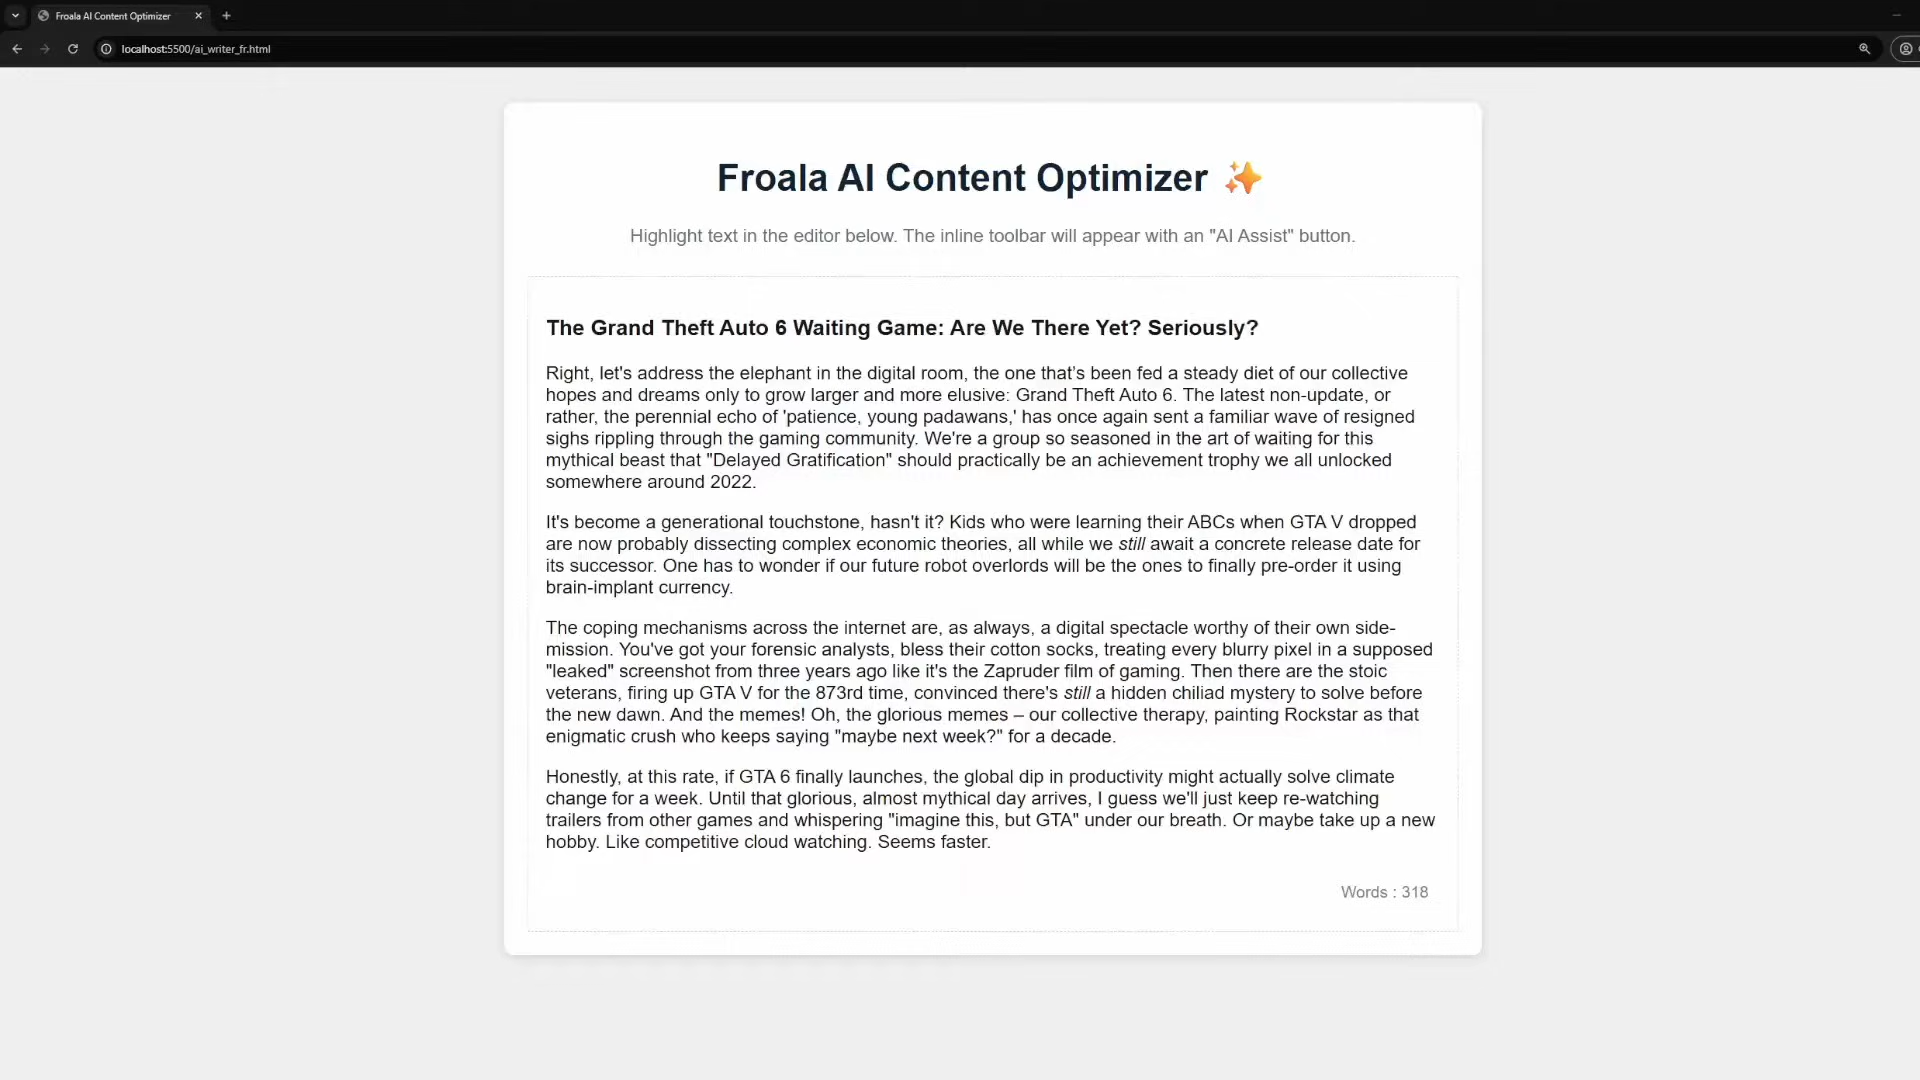 Froala AI Content Optimizer
localhost:5500/ai_writer_fr.html
Froala AI Content Optimizer ✨
Highlight text in the editor below. The inline toolbar will appear with an "AI Assist" button.
The Grand Theft Auto 6 Waiting Game: Are We There Yet? Seriously?
Right, let's address the elephant in the digital room, the one that’s been fed a steady diet of our collective
hopes and dreams only to grow larger and more elusive: Grand Theft Auto 6. The latest non-update, or
rather, the perennial echo of 'patience, young padawans,' has once again sent a familiar wave of resigned
sighs rippling through the gaming community. We're a group so seasoned in the art of waiting for this
mythical beast that "Delayed Gratification" should practically be an achievement trophy we all unlocked
somewhere around 2022.
It's become a generational touchstone, hasn't it? Kids who were learning their ABCs when GTA V dropped
are now probably dissecting complex economic theories, all while we still await a concrete release date for
its successor. One has to wonder if our future robot overlords will be the ones to finally pre-order it using
brain-implant currency.
The coping mechanisms across the internet are, as always, a digital spectacle worthy of their own side-
mission. You've got your forensic analysts, bless their cotton socks, treating every blurry pixel in a supposed
"leaked" screenshot from three years ago like it's the Zapruder film of gaming. Then there are the stoic
veterans, firing up GTA V for the 873rd time, convinced there's still a hidden chiliad mystery to solve before
the new dawn. And the memes! Oh, the glorious memes – our collective therapy, painting Rockstar as that
enigmatic crush who keeps saying "maybe next week?" for a decade.
Honestly, at this rate, if GTA 6 finally launches, the global dip in productivity might actually solve climate
change for a week. Until that glorious, almost mythical day arrives, I guess we'll just keep re-watching
trailers from other games and whispering "imagine this, but GTA" under our breath. Or maybe take up a new
hobby. Like competitive cloud watching. Seems faster.
Words : 318